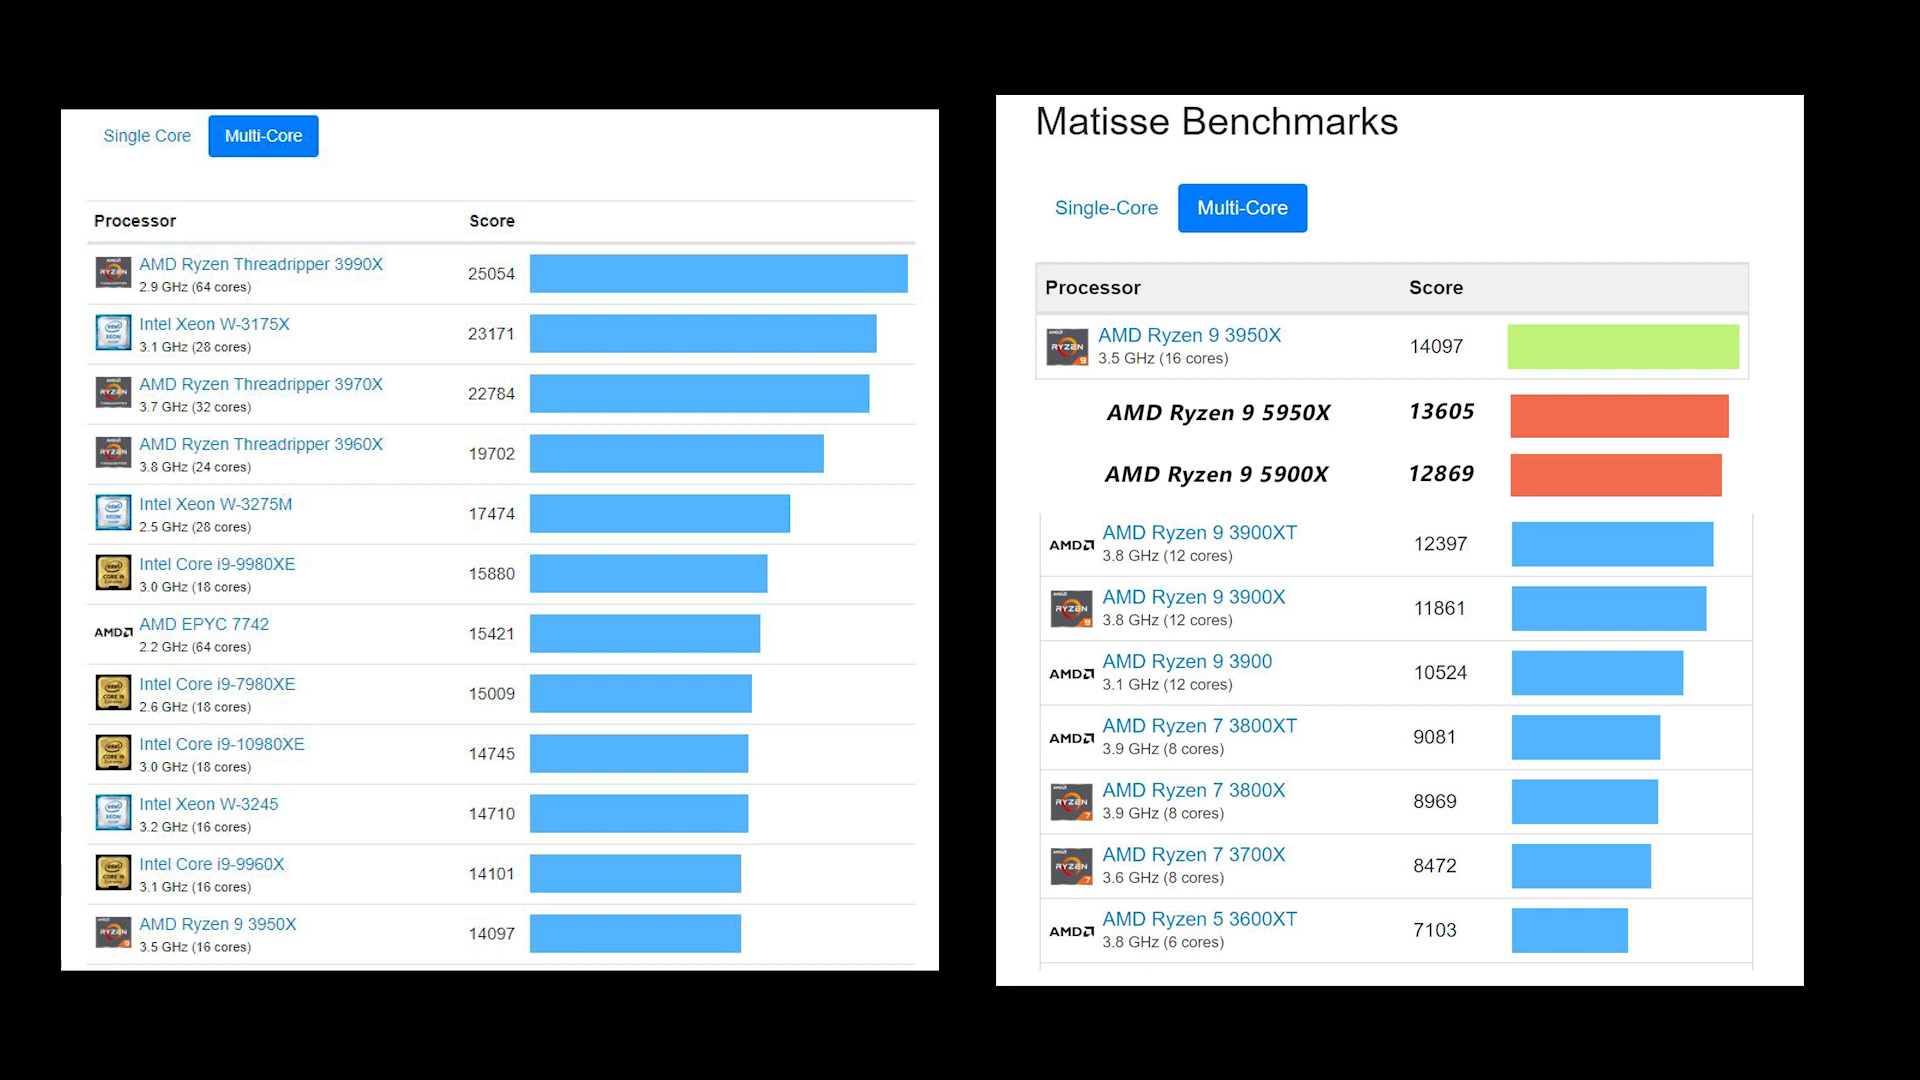 Single Core Multi-Core
Processor Score
AMD Ryzen Threadripper 3990X
2.9 GHz (64 cores)
25054
Intel Xeon W-3175X
3.1 GHz (28 cores)
23171
AMD Ryzen Threadripper 3970X
3.7 GHz (32 cores)
22784
AMD Ryzen Threadripper 3960X
3.8 GHz (24 cores)
19702
Intel Xeon W-3275M
2.5 GHz (28 cores)
17474
Intel Core i9-9980XE
3.0 GHz (18 cores)
15880
AMD
AMD EPYC 7742
2.2 GHz (64 cores)
15421
Intel Core i9-7980XE
2.6 GHz (18 cores)
15009
Intel Core i9-10980XE
3.0 GHz (18 cores)
14745
Intel Xeon W-3245
3.2 GHz (16 cores)
14710
Intel Core i9-9960X
3.1 GHz (16 cores)
14101
AMD Ryzen 9 3950X
3.5 GHz (16 cores)
14097
Matisse Benchmarks
Single-Core Multi-Core
Processor Score
RYZEN
AMD Ryzen 9 3950X
3.5 GHz (16 cores)
14097
AMD Ryzen 9 5950X 13605
AMD Ryzen 9 5900X 12869
AMD
AMD Ryzen 9 3900XT
3.8 GHz (12 cores)
12397
RYZEN
AMD Ryzen 9 3900X
3.8 GHz (12 cores)
11861
AMD
AMD Ryzen 9 3900
3.1 GHz (12 cores)
10524
AMD
AMD Ryzen 7 3800XT
3.9 GHz (8 cores)
9081
RYZEN
AMD Ryzen 7 3800X
3.9 GHz (8 cores)
8969
RYZEN
AMD Ryzen 7 3700X
3.6 GHz (8 cores)
8472
AMD
AMD Ryzen 5 3600XT
3.8 GHz (6 cores)
7103